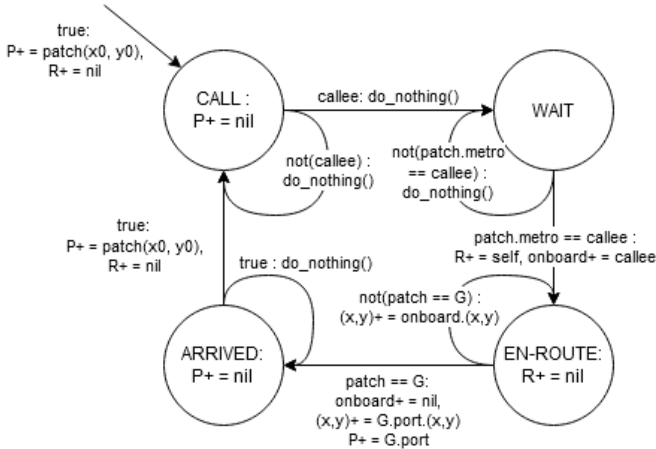 true:
P+ = patch(x0, y0),
R+ = nil
CALL :
P+ = nil
callee: do_nothing()
WAIT
not(callee) :
do_nothing()
not(patch.metro
== callee) :
do_nothing()
true:
P+ = patch(x0, y0),
R+ = nil
patch.metro == callee :
R+ = self, onboard+ = callee
true : do_nothing()
not(patch == G) :
(x,y)+ = onboard.(x,y)
ARRIVED:
P+ = nil
EN-ROUTE:
R+ = nil
patch == G:
onboard+ = nil,
(x,y)+ = G.port.(x,y)
P+ = G.port